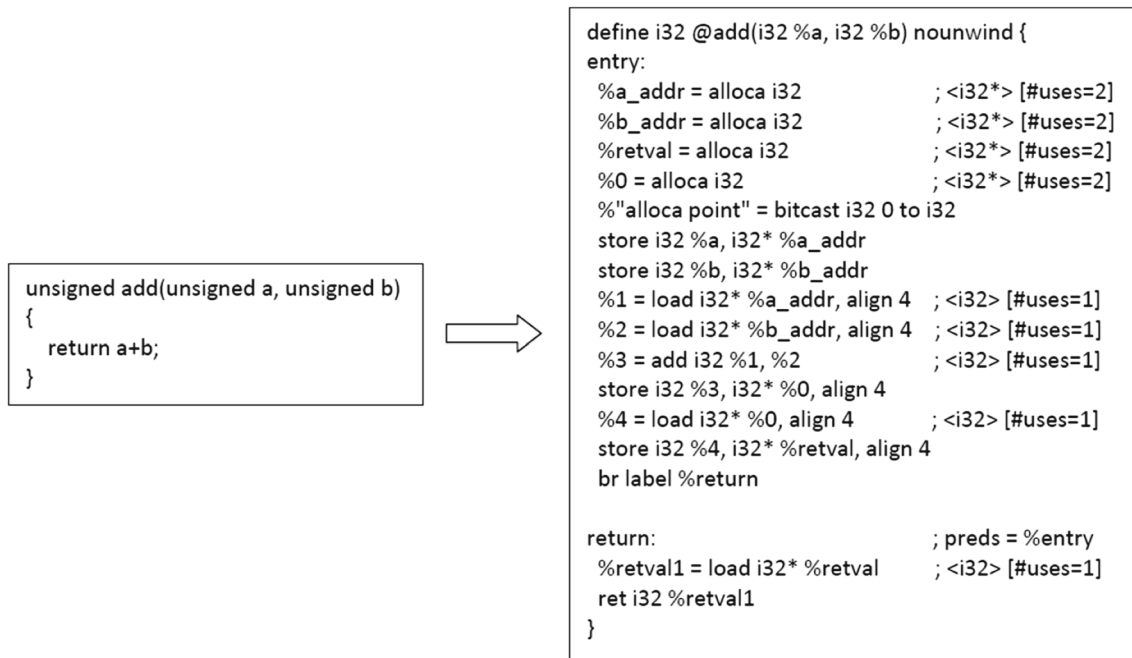 unsigned add(unsigned a, unsigned b)
{
return a+b;
}
define i32 @add(i32 %a, i32 %b) nounwind {
entry:
%a_addr = alloca i32 ; <i32*> [#uses=2]
%b_addr = alloca i32 ; <i32*> [#uses=2]
%retval = alloca i32 ; <i32*> [#uses=2]
%0 = alloca i32 ; <i32*> [#uses=2]
%"alloca point" = bitcast i32 0 to i32
store i32 %a, i32* %a_addr
store i32 %b, i32* %b_addr
%1 = load i32* %a_addr, align 4 ; <i32> [#uses=1]
%2 = load i32* %b_addr, align 4 ; <i32> [#uses=1]
%3 = add i32 %1, %2 ; <i32> [#uses=1]
store i32 %3, i32* %0, align 4
%4 = load i32* %0, align 4 ; <i32> [#uses=1]
store i32 %4, i32* %retval, align 4
br label %return
return: ; preds = %entry
%retval1 = load i32* %retval ; <i32> [#uses=1]
ret i32 %retval1
}